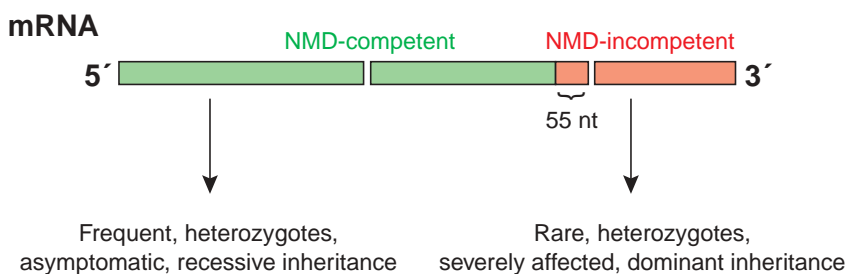 mRNA
NMD-competent NMD-incompetent
5´ 3´
55 nt
Frequent, heterozygotes,
asymptomatic, recessive inheritance
Rare, heterozygotes,
severely affected, dominant inheritance